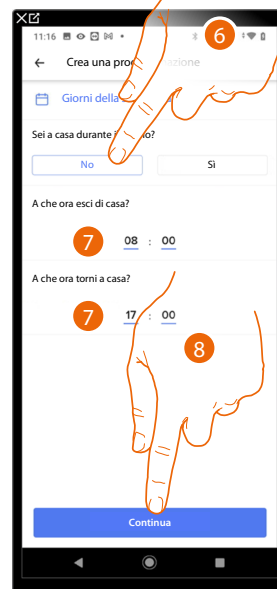 11:16
6
Crea una pro zione
Giorni della
Sei a casa durante i no?
No Sì
A che ora esci di casa?
7 08 : 00
A che ora torni a casa?
7 17 : 00
8
Continua